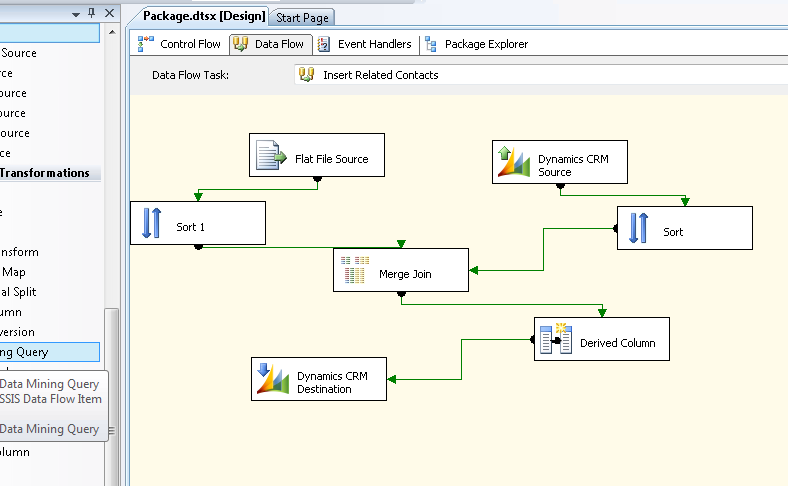 Package.dtsx [Design]
Start Page
Control Flow
Data Flow
Event Handlers
Package Explorer
Data Flow Task:
Insert Related Contacts
Source
rce
ource
ource
ource
ce
Transformations
e
nsform
Map
al Split
umn
version
ng Query
Data Mining Query
SSIS Data Flow Item
Data Mining Query
olumn
Flat File Source
Dynamics CRM
Source
Sort 1
Sort
Merge Join
Derived Column
Dynamics CRM
Destination